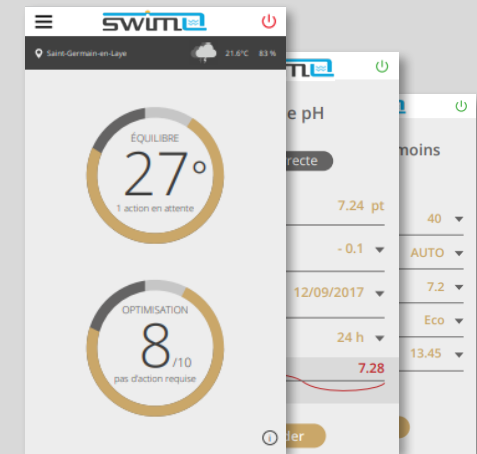 swimo
Saint-Germain-en-Laye 21.6°C 83 %
ÉQUILIBRE
27°
1 action en attente
OPTIMISATION
8/10
pas d'action requise
e pH
recte
7.24 pt
- 0.1
12/09/2017
24 h
7.28
der
moins
40
AUTO
7.2
Eco
13.45